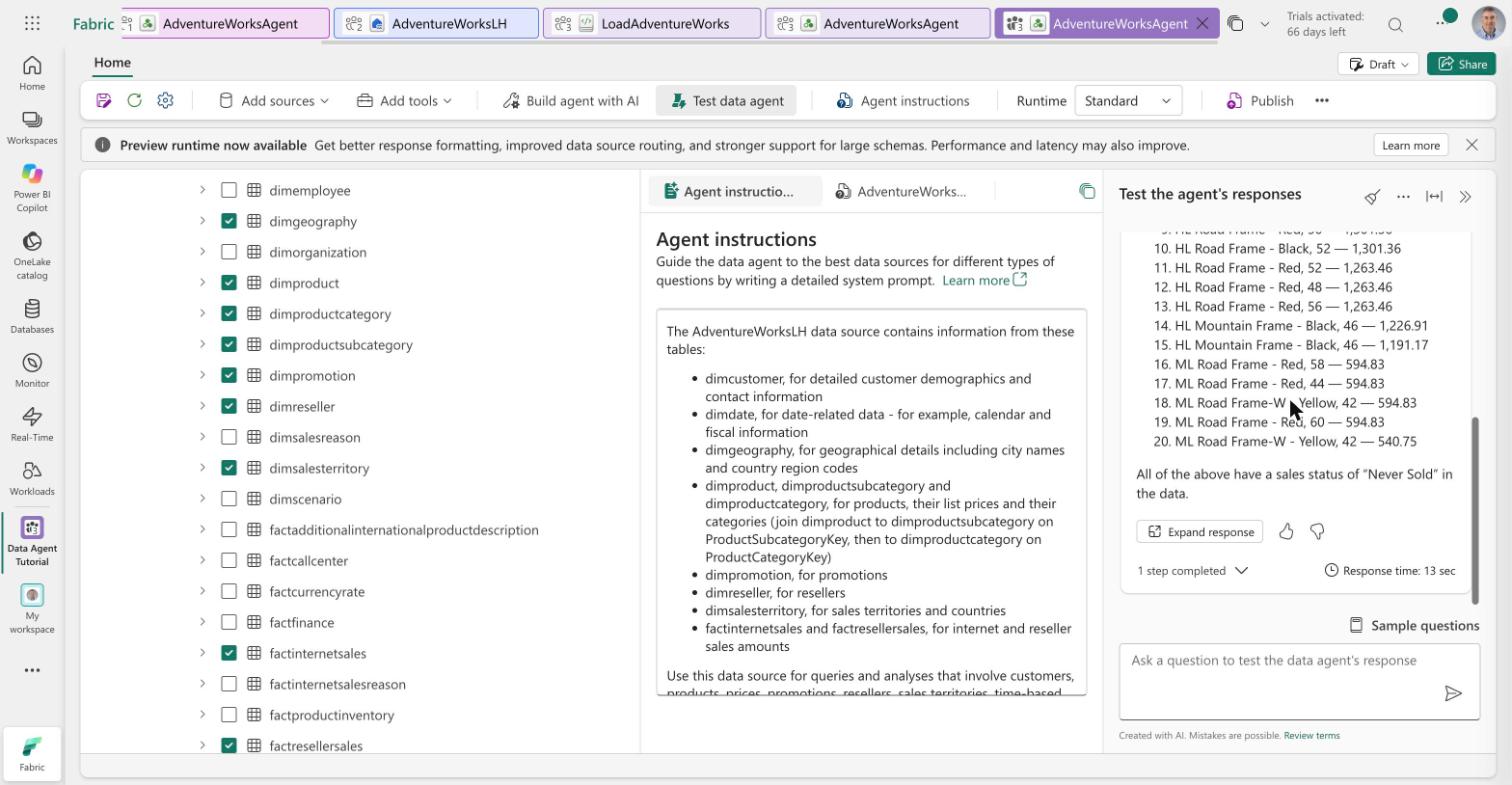 Fabric
1
AdventureWorksAgent
2
AdventureWorksLH
3
LoadAdventureWorks
3
AdventureWorksAgent
3
AdventureWorksAgent
Trials activated:
66 days left
Home
Draft
Share
Add sources
Add tools
Build agent with AI
Test data agent
Agent instructions
Runtime
Standard
Publish
Preview runtime now available Get better response formatting, improved data source routing, and stronger support for large schemas. Performance and latency may also improve.
Learn more
Home
Workspaces
Power BI
Copilot
OneLake
catalog
Databases
Monitor
Real-Time
Workloads
3
Data Agent
Tutorial
My
workspace
Fabric
dimemployee
dimgeography
dimorganization
dimproduct
dimproductcategory
dimproductsubcategory
dimpromotion
dimreseller
dimsalesreason
dimsalesterritory
dimscenario
factadditionalinternationalproductdescription
factcallcenter
factcurrencyrate
factfinance
factinternetsales
factinternetsalesreason
factproductinventory
factresellersales
Agent instructio...
AdventureWorks...
Agent instructions
Guide the data agent to the best data sources for different types of
questions by writing a detailed system prompt. Learn more
The AdventureWorksLH data source contains information from these
tables:
• dimcustomer, for detailed customer demographics and
contact information
• dimdate, for date-related data - for example, calendar and
fiscal information
• dimgeography, for geographical details including city names
and country region codes
• dimproduct, dimproductsubcategory and
dimproductcategory, for products, their list prices and their
categories (join dimproduct to dimproductsubcategory on
ProductSubcategoryKey, then to dimproductcategory on
ProductCategoryKey)
• dimpromotion, for promotions
• dimreseller, for resellers
• dimsalesterritory, for sales territories and countries
• factinternetsales and factresellersales, for internet and reseller
sales amounts
Use this data source for queries and analyses that involve customers,
products, prices, promotions, resellers, sales territories, time-based
Test the agent's responses
10. HL Road Frame - Black, 52 — 1,301.36
11. HL Road Frame - Red, 52 — 1,263.46
12. HL Road Frame - Red, 48 — 1,263.46
13. HL Road Frame - Red, 56 — 1,263.46
14. HL Mountain Frame - Black, 46 — 1,226.91
15. HL Mountain Frame - Black, 46 — 1,191.17
16. ML Road Frame - Red, 58 — 594.83
17. ML Road Frame - Red, 44 — 594.83
18. ML Road Frame-W - Yellow, 42 — 594.83
19. ML Road Frame - Red, 60 — 594.83
20. ML Road Frame-W - Yellow, 42 — 540.75
All of the above have a sales status of “Never Sold” in
the data.
Expand response
1 step completed
Response time: 13 sec
Sample questions
Ask a question to test the data agent's response
Created with AI. Mistakes are possible. Review terms